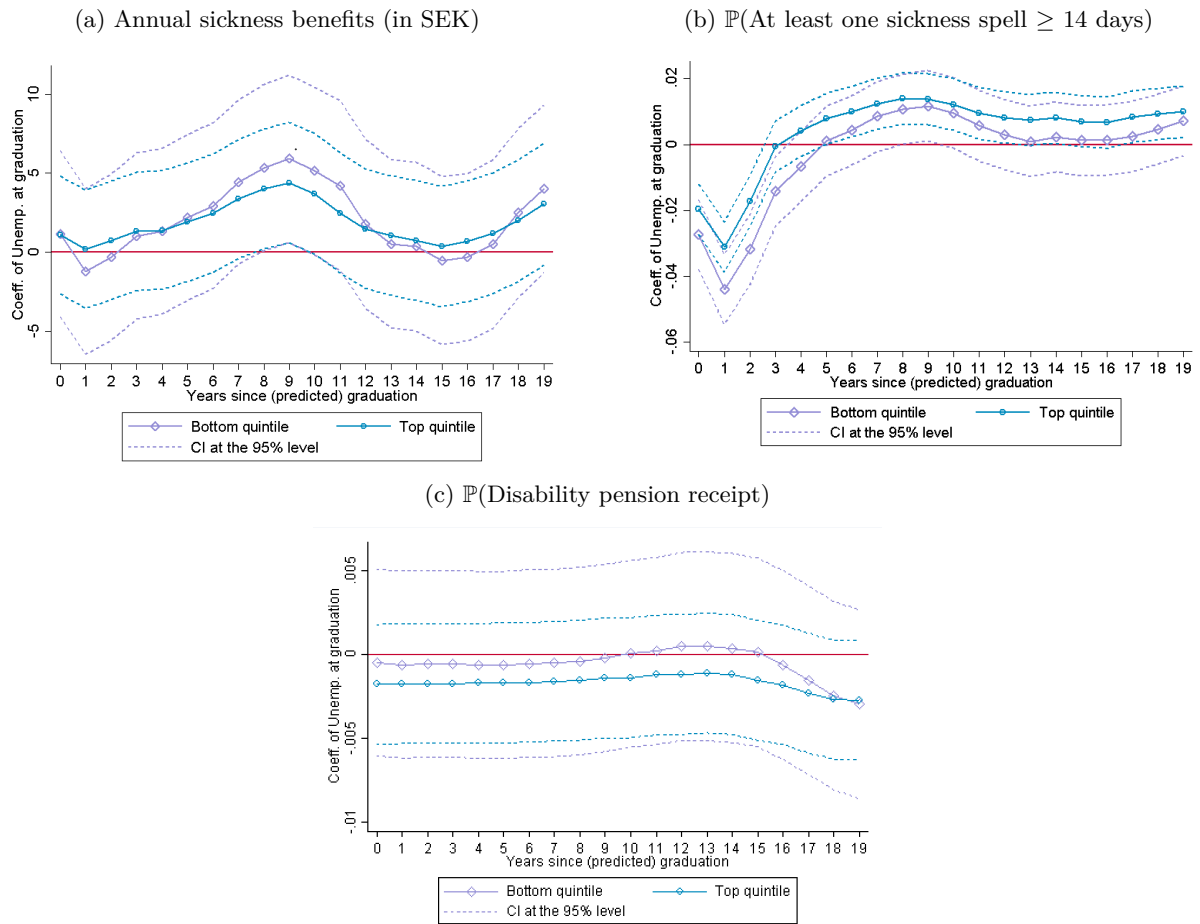 (a) Annual sickness benefits (in SEK)
Coeff. of Unemp. at graduation
10
5
0
-5
0 1 2 3 4 5 6 7 8 9 10 11 12 13 14 15 16 17 18 19
Years since (predicted) graduation
Bottom quintile Top quintile
CI at the 95% level
(b) ℙ(At least one sickness spell ≥ 14 days)
Coeff. of Unemp. at graduation
.02
0
-.02
-.04
-.06
0 1 2 3 4 5 6 7 8 9 10 11 12 13 14 15 16 17 18 19
Years since (predicted) graduation
Bottom quintile Top quintile
CI at the 95% level
(c) ℙ(Disability pension receipt)
Coeff. of Unemp. at graduation
.005
0
-.005
-.01
0 1 2 3 4 5 6 7 8 9 10 11 12 13 14 15 16 17 18 19
Years since (predicted) graduation
Bottom quintile Top quintile
CI at the 95% level